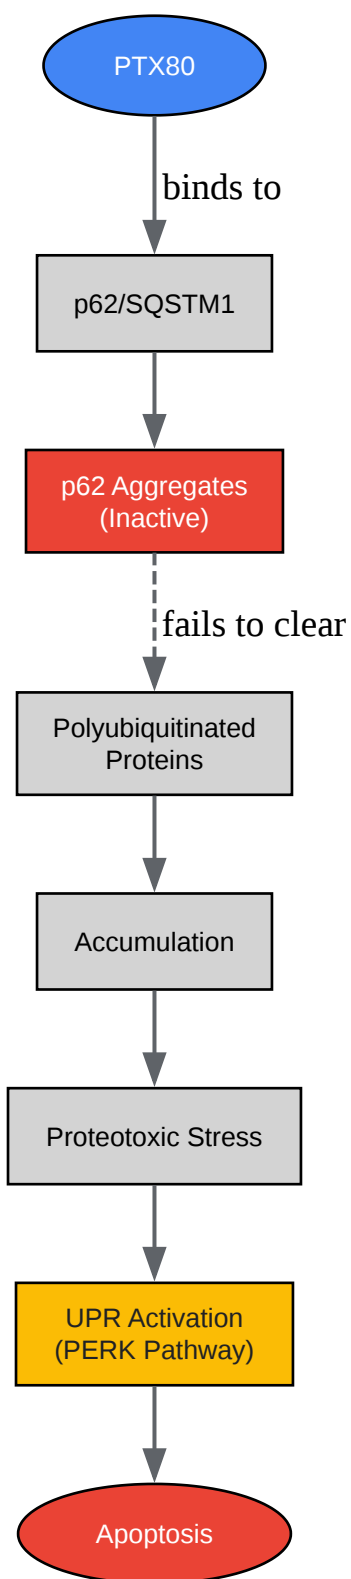 PTX80
binds to
p62/SQSTM1
p62 Aggregates
(Inactive)
fails to clear
Polyubiquitinated
Proteins
Accumulation
Proteotoxic Stress
UPR Activation
(PERK Pathway)
Apoptosis